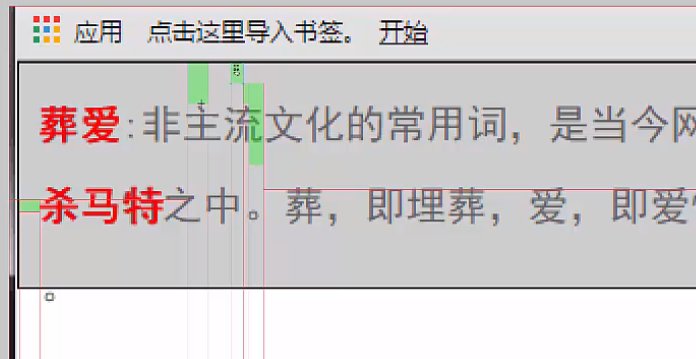 应用 点击这里导入书签。 开始
葬爱:非主流文化的常用词，是当今网
杀马特之中。葬，即埋葬，爱，即爱